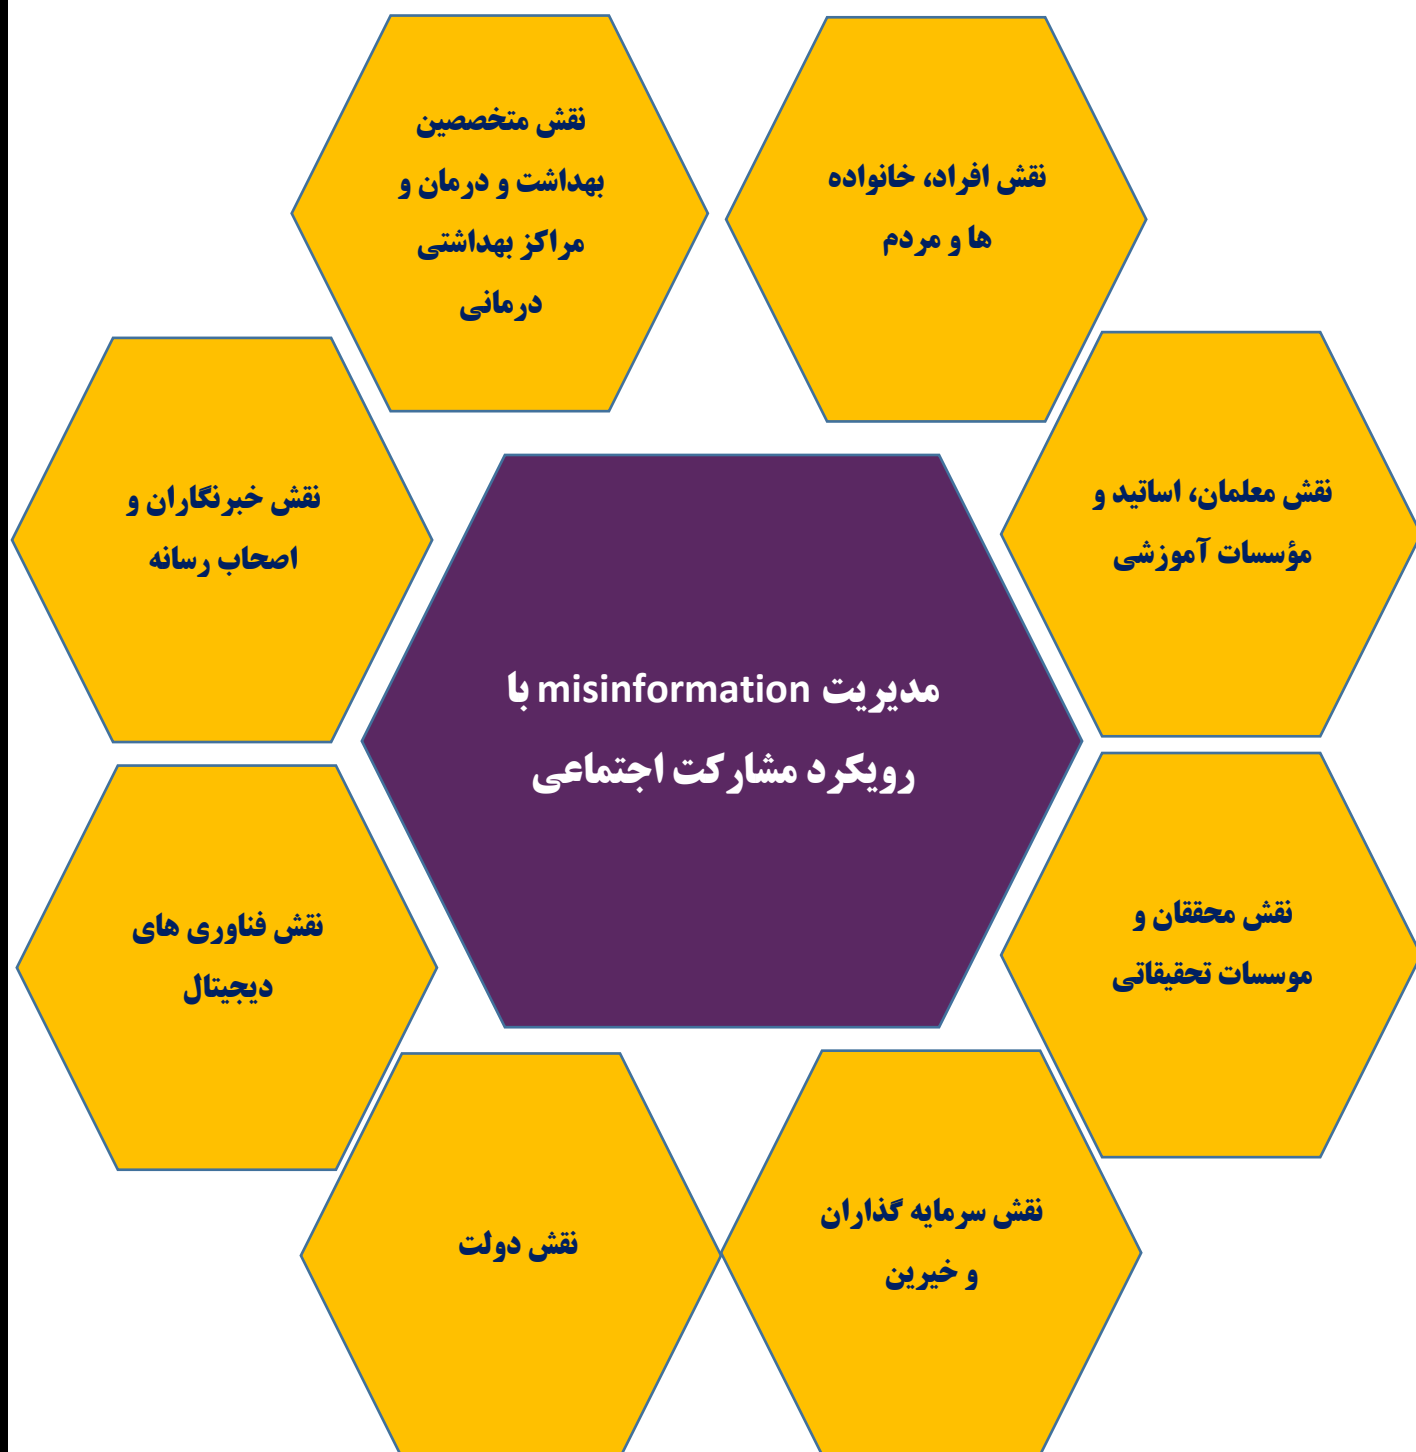 نقش افراد، خانواده
ها و مردم
نقش متخصصین
بهداشت و درمان و
مراکز بهداشتی
درمانی
نقش معلمان، اساتید و
مؤسسات آموزشی
نقش خبرنگاران و
اصحاب رسانه
مدیریت misinformation با
رویکرد مشارکت اجتماعی
نقش محققان و
موسسات تحقیقاتی
نقش فناوری های
دیجیتال
نقش سرمایه گذاران
و خیرین
نقش دولت